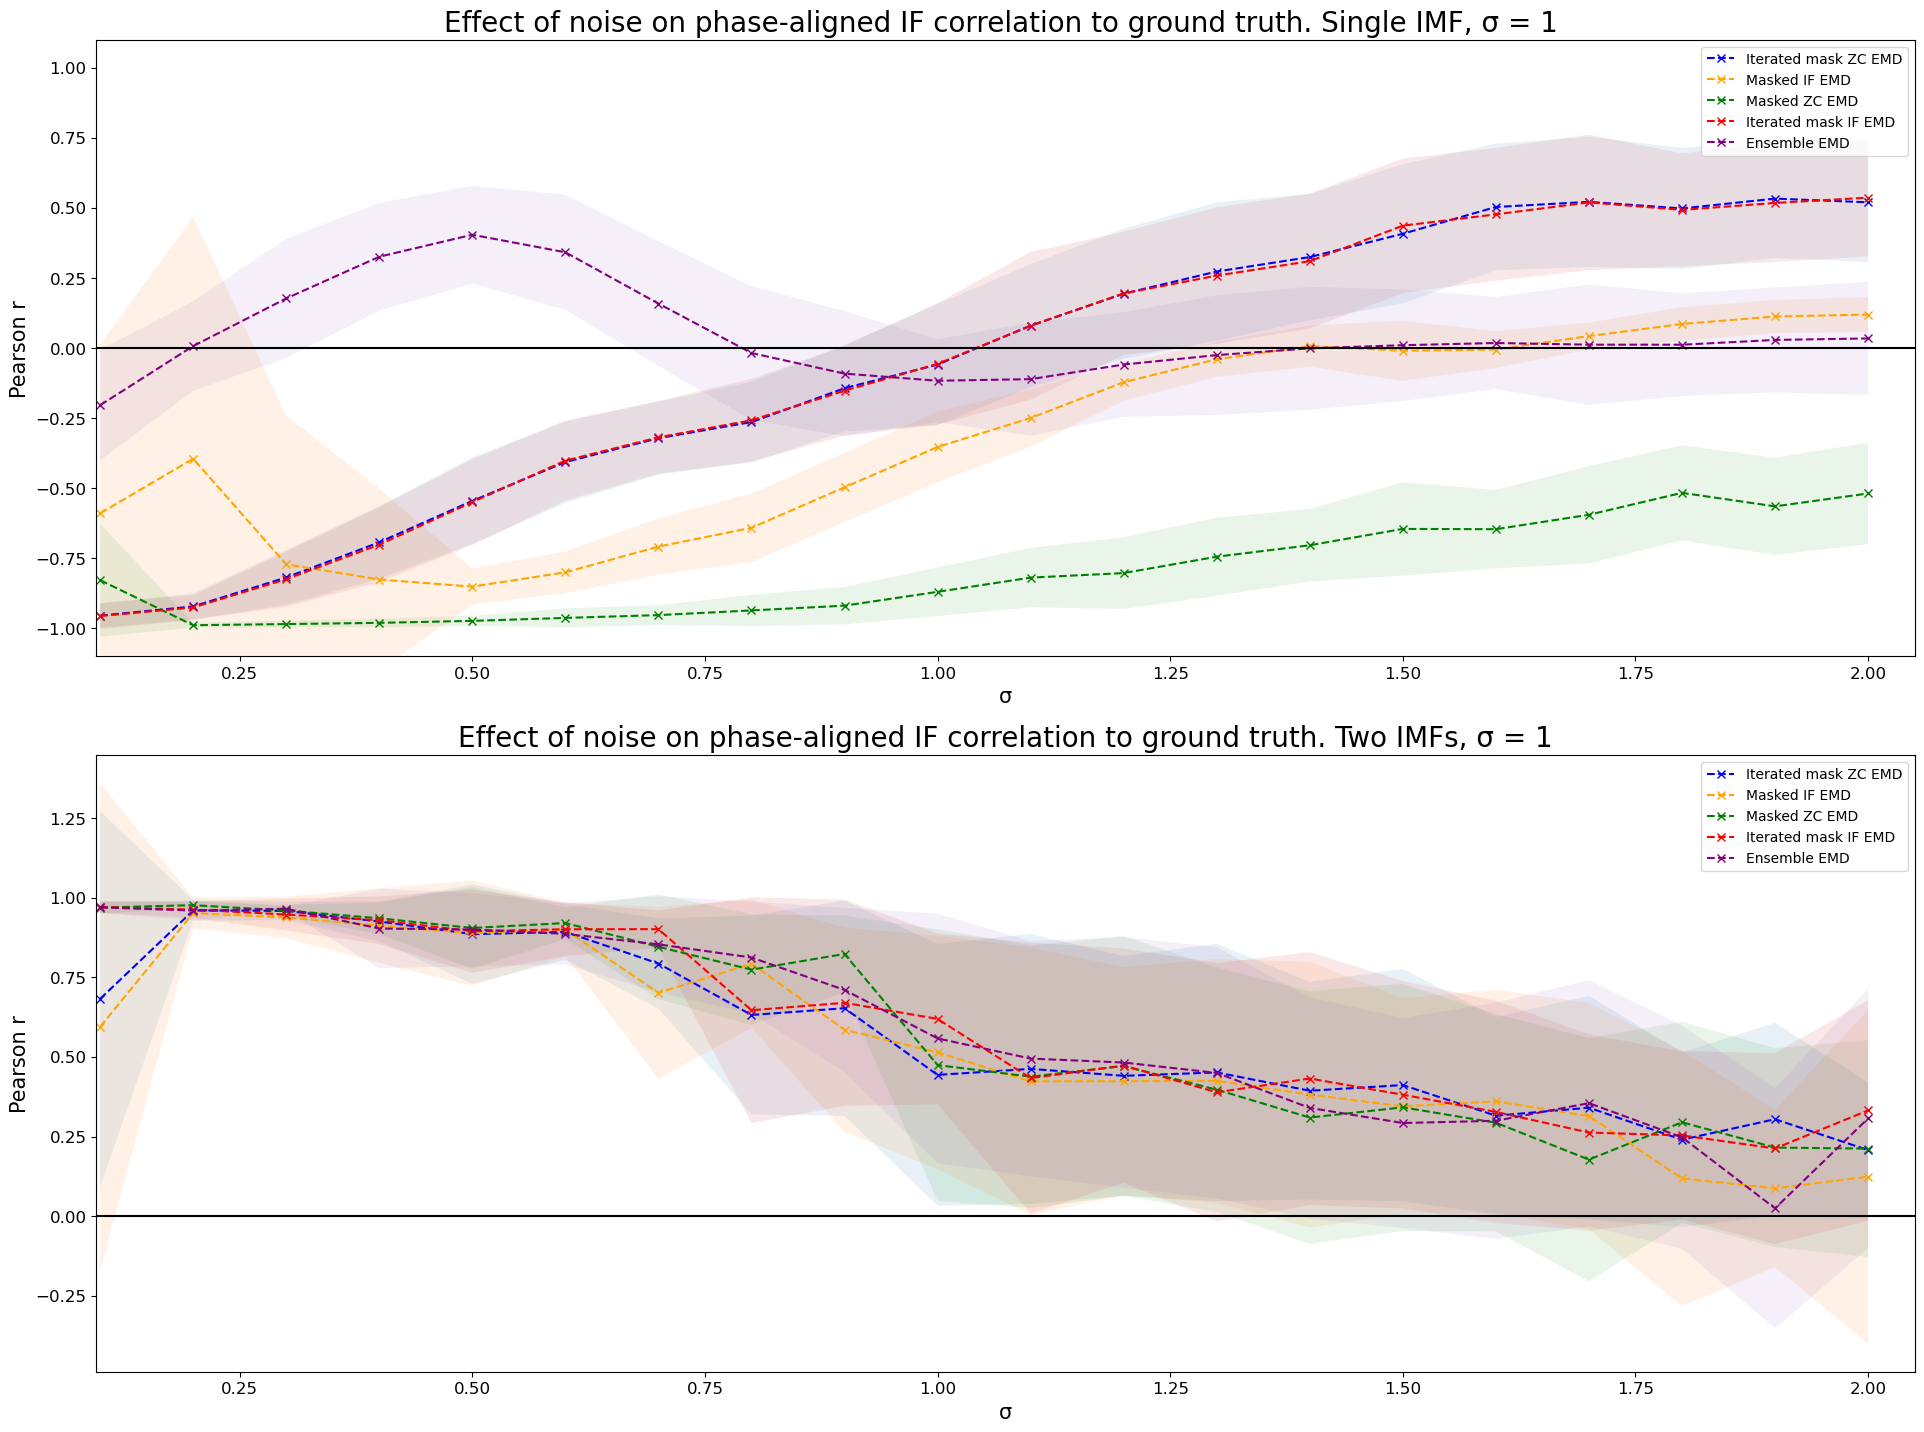 Effect of noise on phase-aligned IF correlation to ground truth. Single IMF, σ = 1
Pearson r
1.00
0.75
0.50
0.25
0.00
−0.25
−0.50
−0.75
−1.00
Iterated mask ZC EMD
Masked IF EMD
Masked ZC EMD
Iterated mask IF EMD
Ensemble EMD
0.25 0.50 0.75 1.00 1.25 1.50 1.75 2.00
σ
Effect of noise on phase-aligned IF correlation to ground truth. Two IMFs, σ = 1
Pearson r
1.25
1.00
0.75
0.50
0.25
0.00
−0.25
Iterated mask ZC EMD
Masked IF EMD
Masked ZC EMD
Iterated mask IF EMD
Ensemble EMD
0.25 0.50 0.75 1.00 1.25 1.50 1.75 2.00
σ